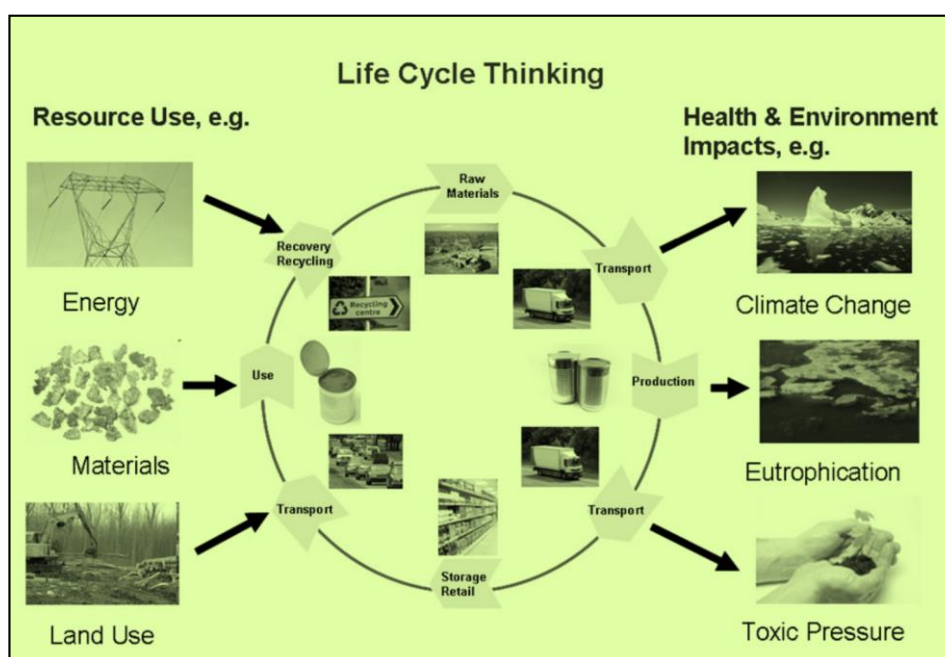 Life Cycle Thinking
Resource Use, e.g.
Health & Environment
Impacts, e.g.
Raw
Materials
Recovery
Recycling
Transport
Recycling
centre
Energy
Climate Change
Use
Production
Materials
Eutrophication
Transport
Transport
Storage
Retail
Land Use
Toxic Pressure